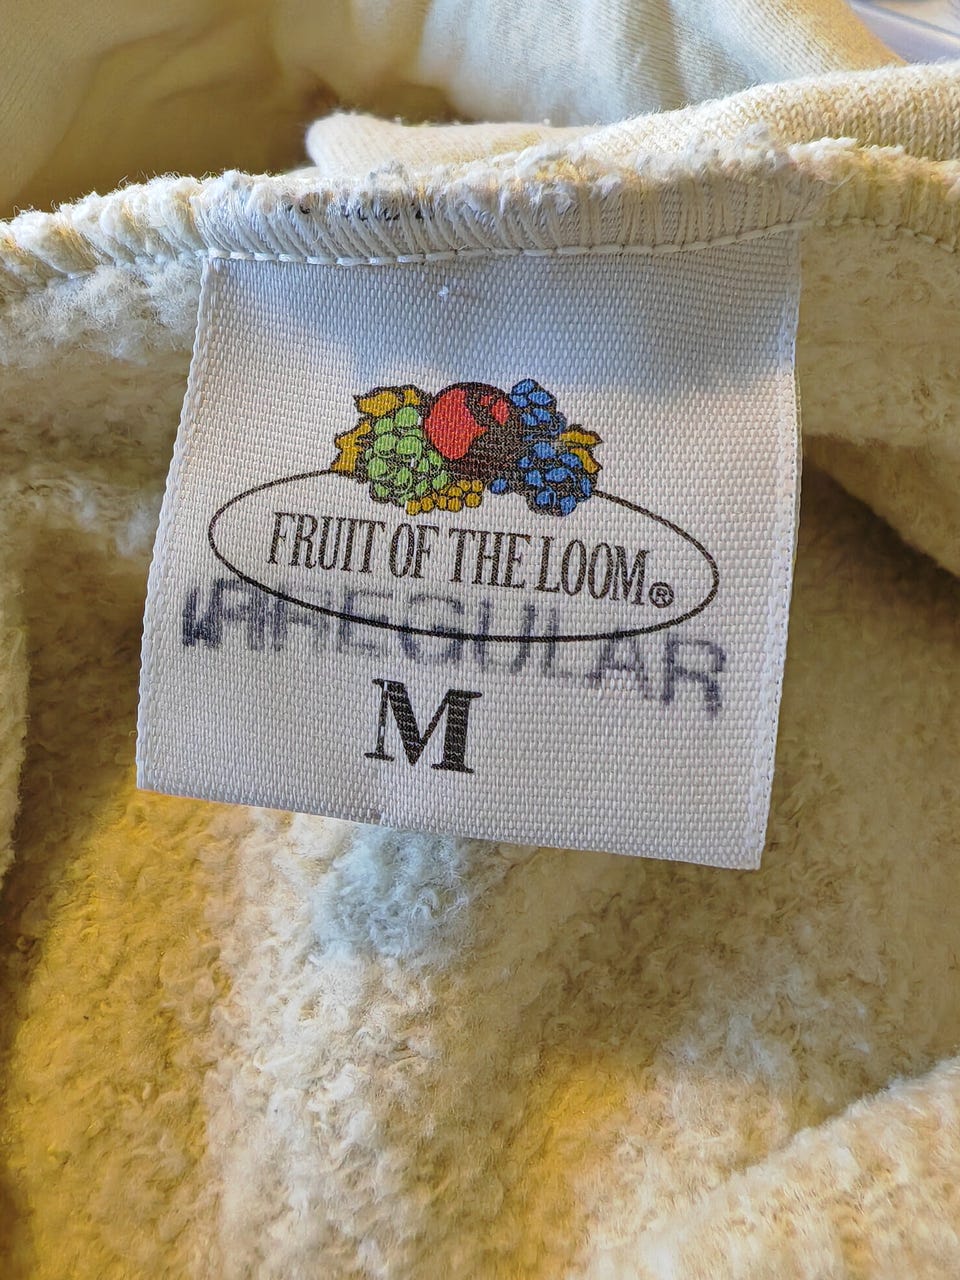 FRUIT OF THE LOOM®
IRREGULAR
M